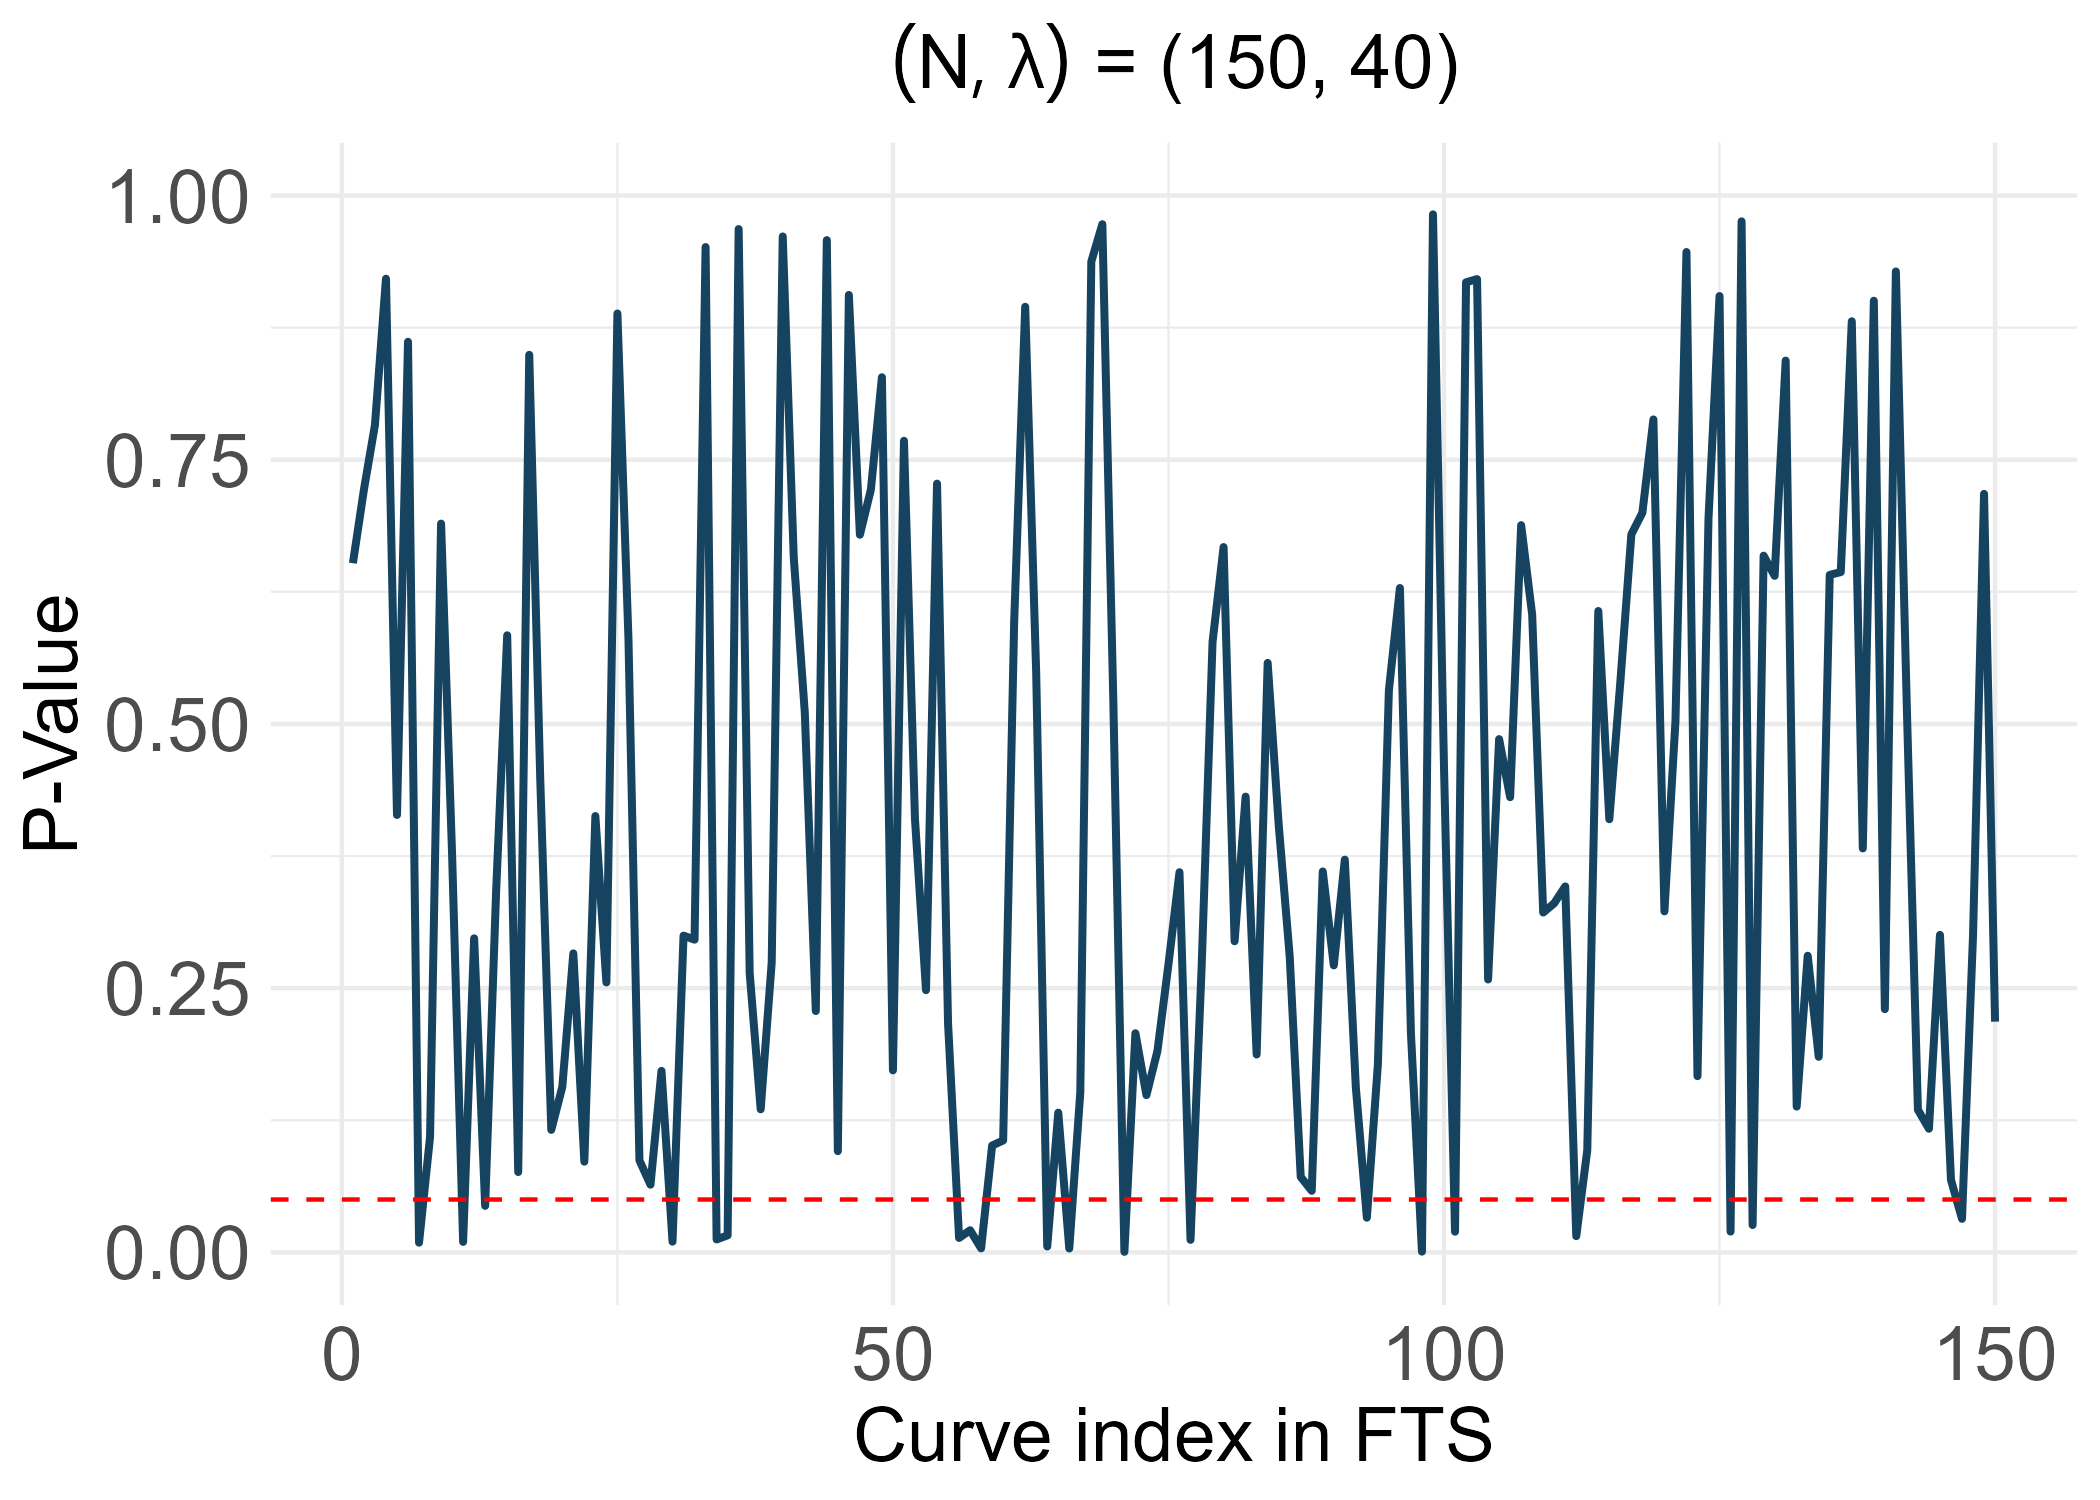 (N, λ) = (150, 40)
1.00
0.75
0.50
0.25
0.00
P-Value
0 50 100 150
Curve index in FTS